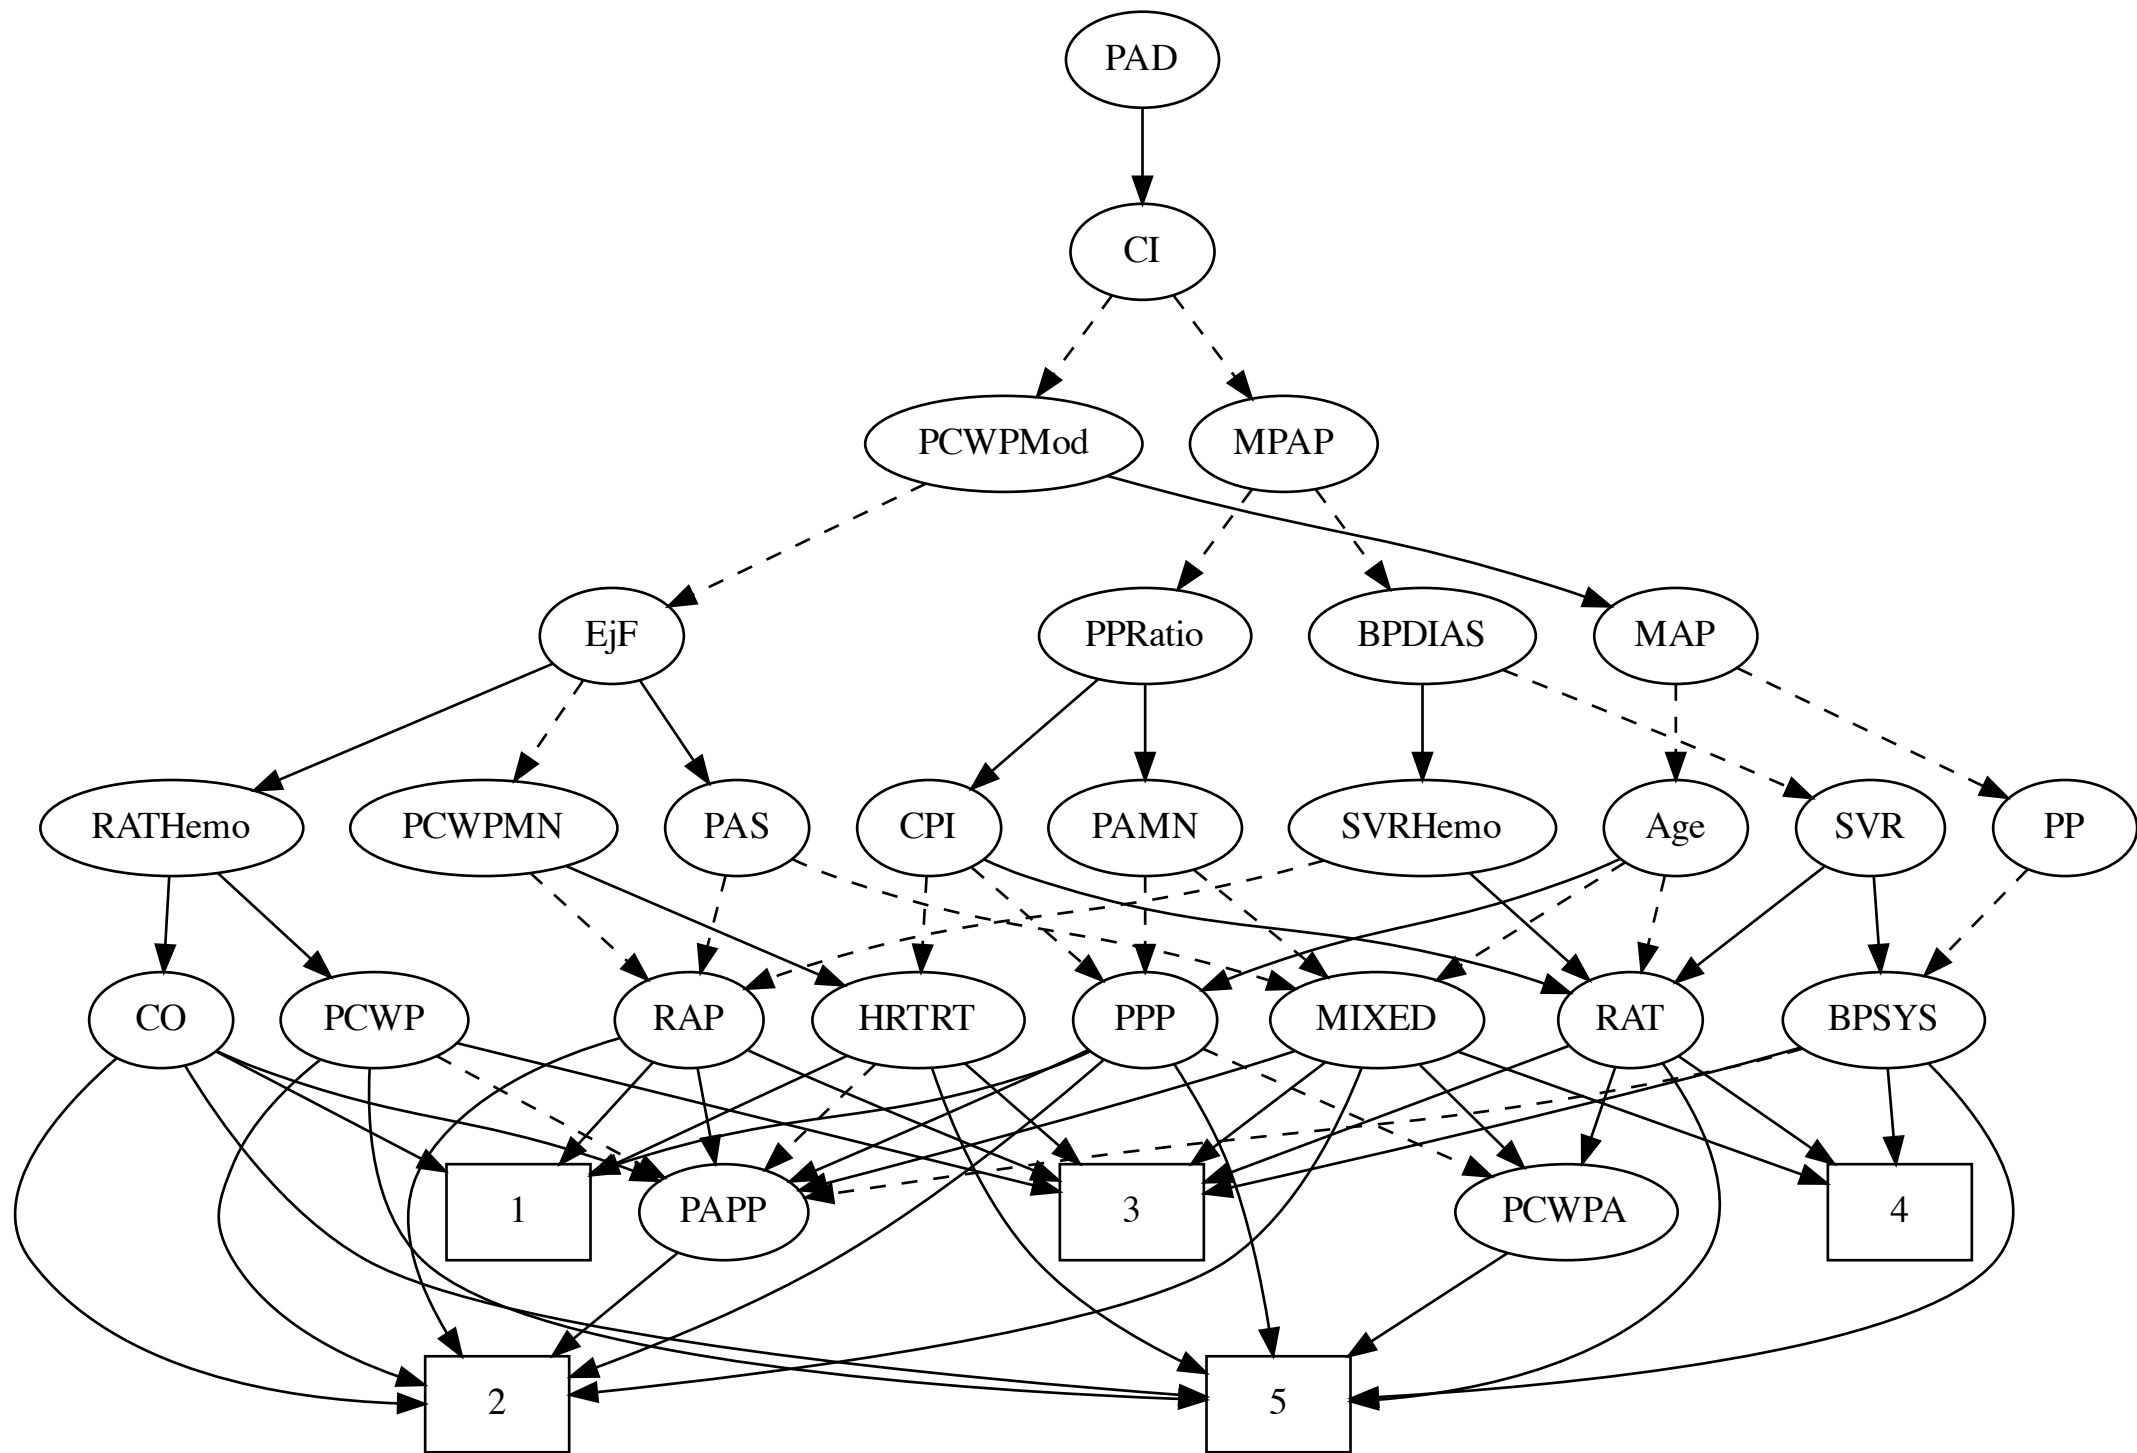 PAD
CI
PCWPMod
MPAP
EjF
PPRatio
BPDIAS
MAP
RATHemo
PCWPMN
PAS
CPI
PAMN
SVRHemo
Age
SVR
PP
CO
PCWP
RAP
HRTRT
PPP
MIXED
RAT
BPSYS
1
PAPP
3
PCWPA
4
2
5